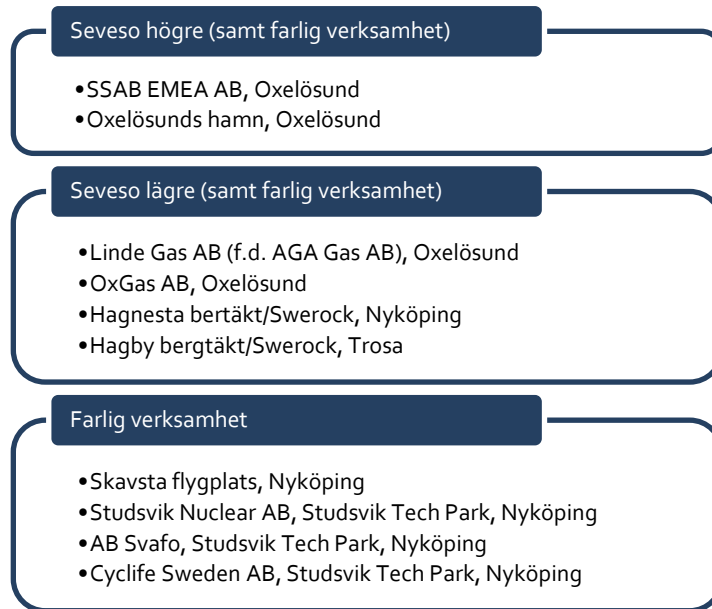 Seveso högre (samt farlig verksamhet)
•SSAB EMEA AB, Oxelösund
•Oxelösunds hamn, Oxelösund
Seveso lägre (samt farlig verksamhet)
•Linde Gas AB (f.d. AGA Gas AB), Oxelösund
•OxGas AB, Oxelösund
•Hagnesta bertäkt/Swerock, Nyköping
•Hagby bergtäkt/Swerock, Trosa
Farlig verksamhet
•Skavsta flygplats, Nyköping
•Studsvik Nuclear AB, Studsvik Tech Park, Nyköping
•AB Svafo, Studsvik Tech Park, Nyköping
•Cyclife Sweden AB, Studsvik Tech Park, Nyköping